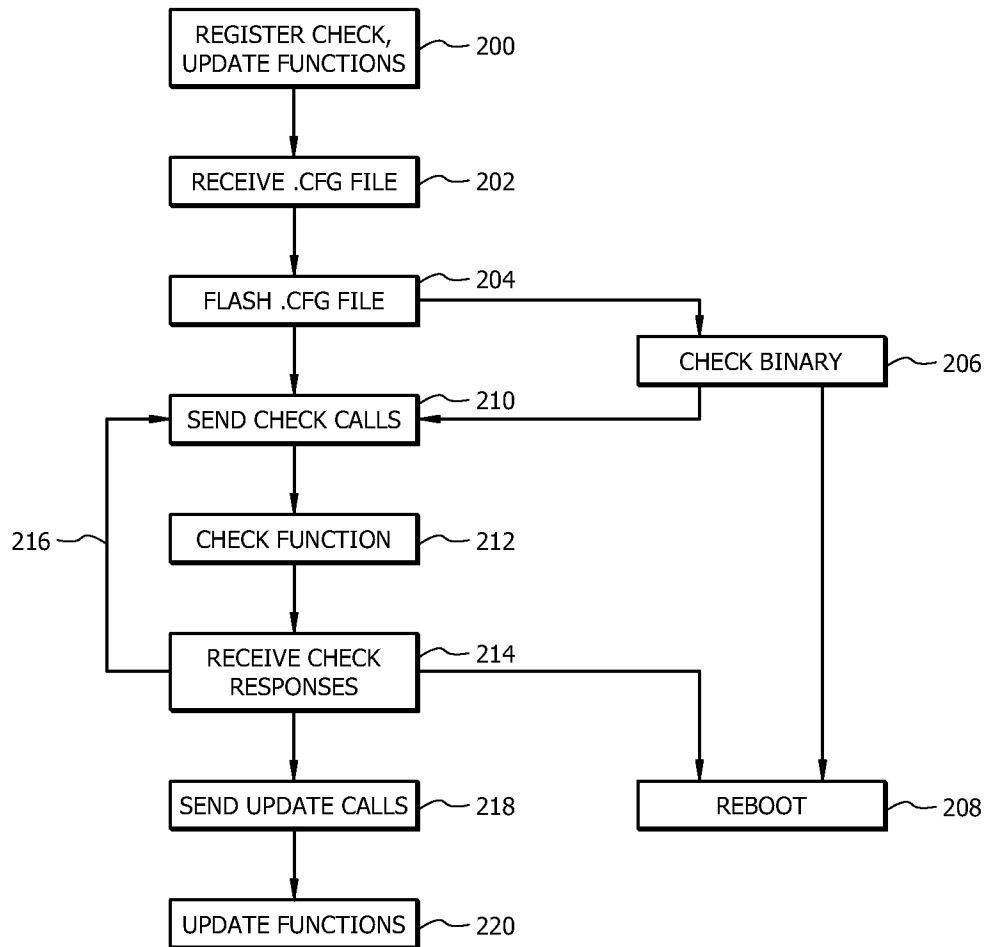 REGISTER CHECK,
UPDATE FUNCTIONS
200
RECEIVE .CFG FILE
202
FLASH .CFG FILE
204
CHECK BINARY
206
SEND CHECK CALLS
210
216
CHECK FUNCTION
212
RECEIVE CHECK
RESPONSES
214
SEND UPDATE CALLS
218
REBOOT
208
UPDATE FUNCTIONS
220